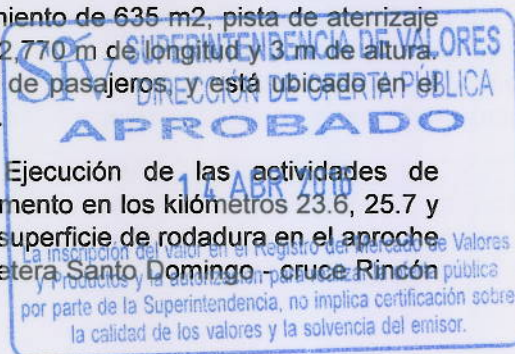 miento de 635 m2, pista de aterrizaje
2,770 m de longitud y 3 m de altura.
de pasajeros, y está ubicado en el
SIV SUPERINTENDENCIA DE VALORES
DIRECCIÓN DE OFERTA PÚBLICA
APROBADO
14 ABR 2016
Ejecución de las actividades de
mento en los kilómetros 23.6, 25.7 y
superficie de rodadura en el aproche
etera Santo Domingo - cruce Rincón
La inscripción del valor en el Registro del Mercado de Valores
y Productos y la autorización para realizar la oferta pública
por parte de la Superintendencia, no implica certificación sobre
la calidad de los valores y la solvencia del emisor.